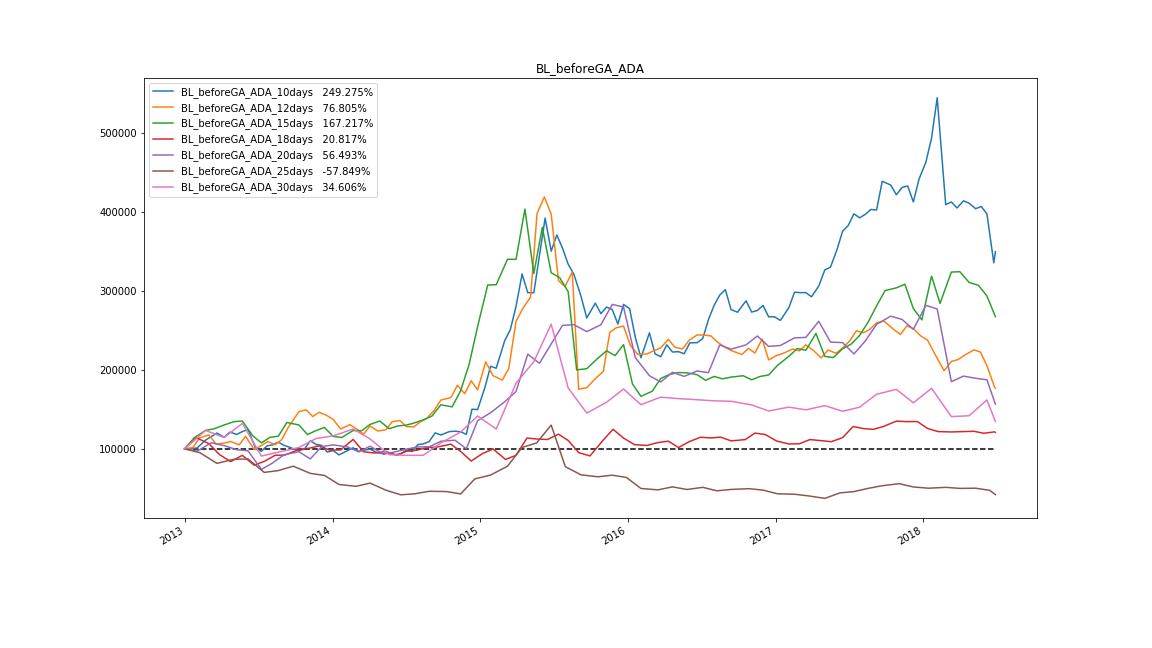 BL_beforeGA_ADA
BL_beforeGA_ADA_10days 249.275%
BL_beforeGA_ADA_12days 76.805%
BL_beforeGA_ADA_15days 167.217%
BL_beforeGA_ADA_18days 20.817%
BL_beforeGA_ADA_20days 56.493%
BL_beforeGA_ADA_25days -57.849%
BL_beforeGA_ADA_30days 34.606%
500000
400000
300000
200000
100000
2013 2014 2015 2016 2017 2018